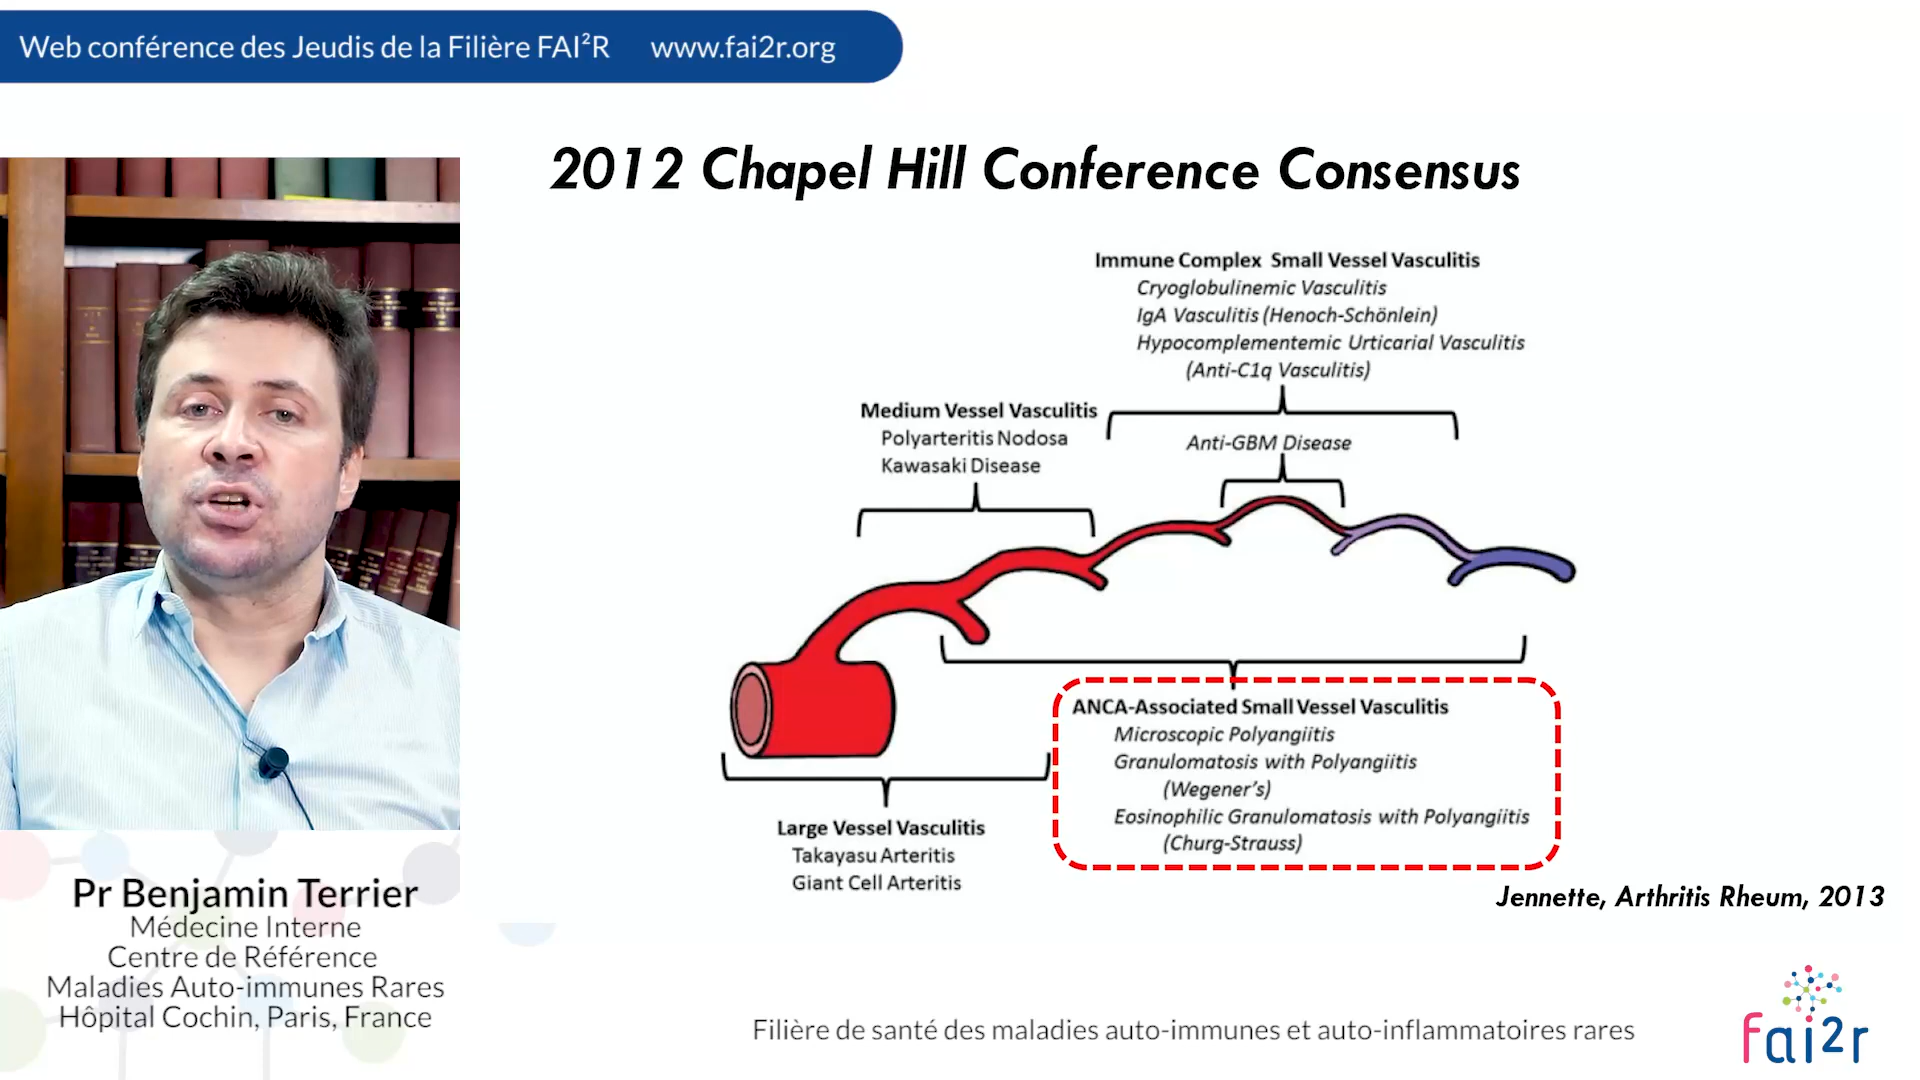 Web conférence des Jeudis de la Filière FAI²R www.fai2r.org
2012 Chapel Hill Conference Consensus
Immune Complex Small Vessel Vasculitis
Cryoglobulinemic Vasculitis
IgA Vasculitis (Henoch-Schönlein)
Hypocomplementemic Urticarial Vasculitis
(Anti-C1q Vasculitis)
Medium Vessel Vasculitis
Polyarteritis Nodosa
Kawasaki Disease
Anti-GBM Disease
ANCA-Associated Small Vessel Vasculitis
Microscopic Polyangiitis
Granulomatosis with Polyangiitis
(Wegener's)
Eosinophilic Granulomatosis with Polyangiitis
(Churg-Strauss)
Large Vessel Vasculitis
Takayasu Arteritis
Giant Cell Arteritis
Jennette, Arthritis Rheum, 2013
Pr Benjamin Terrier
Médecine Interne
Centre de Référence
Maladies Auto-immunes Rares
Hôpital Cochin, Paris, France
Filière de santé des maladies auto-immunes et auto-inflammatoires rares
fai2r